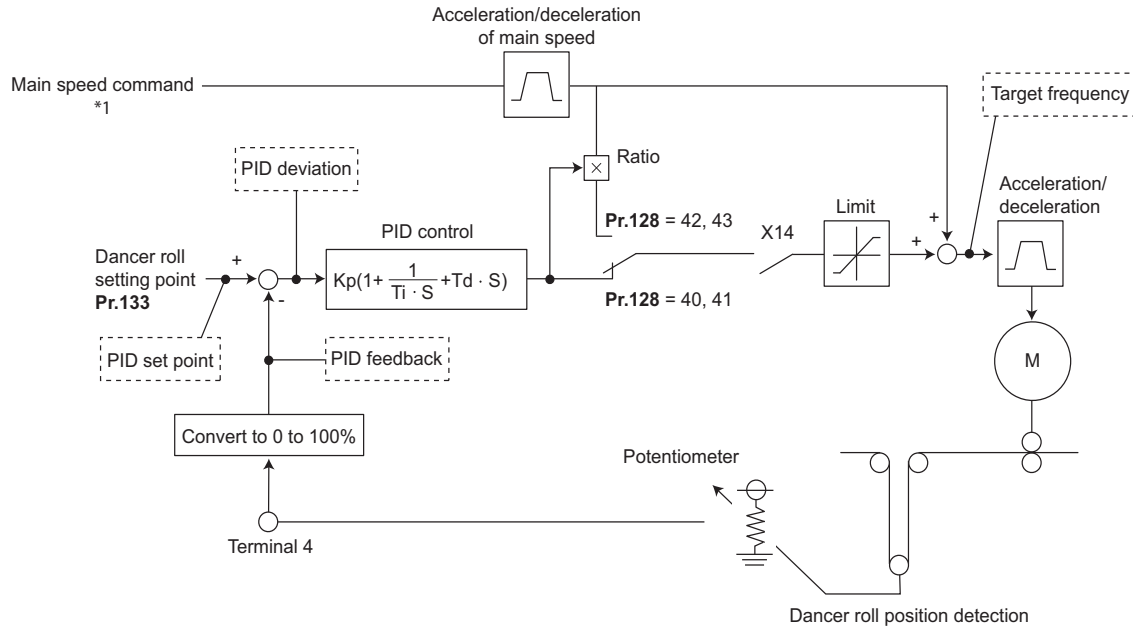 Acceleration/deceleration
of main speed
Main speed command
*1
Target frequency
PID deviation
Ratio
Acceleration/
deceleration
Pr.128 = 42, 43
Limit
PID control
X14
Dancer roll
setting point
Pr.133
+
-
Kp(1+ 1/Ti · S +Td · S)
+
+
Pr.128 = 40, 41
PID set point
PID feedback
M
Convert to 0 to 100%
Potentiometer
Terminal 4
Dancer roll position detection